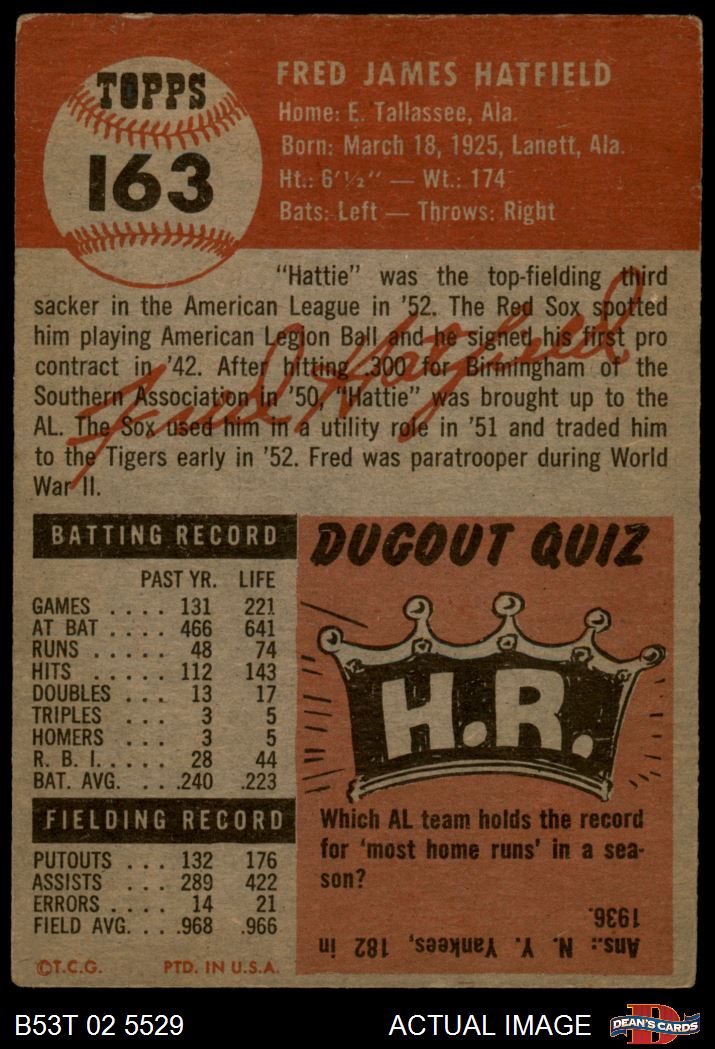 TOPPS
163
FRED JAMES HATFIELD
Home: E. Tallassee, Ala.
Born: March 18, 1925, Lanett, Ala.
Ht.: 6'½" — Wt.: 174
Bats: Left — Throws: Right
"Hattie" was the top-fielding third
sacker in the American League in '52. The Red Sox spotted
him playing American Legion Ball and he signed his first pro
contract in '42. After hitting .300 for Birmingham of the
Southern Association in '50, "Hattie" was brought up to the
AL. The Sox used him in a utility role in '51 and traded him
to the Tigers early in '52. Fred was paratrooper during World
War II.
Fred Hatfield
BATTING RECORD
PAST YR. LIFE
GAMES .... 131 221
AT BAT .... 466 641
RUNS ..... 48 74
HITS ..... 112 143
DOUBLES ... 13 17
TRIPLES ... 3 5
HOMERS ... 3 5
R. B. I. .... 28 44
BAT. AVG. ... .240 .223
FIELDING RECORD
PUTOUTS ... 132 176
ASSISTS ... 289 422
ERRORS .... 14 21
FIELD AVG. .. .968 .966
©T.C.G. PTD. IN U.S.A.
DUGOUT QUIZ
H.R.
Which AL team holds the record
for 'most home runs' in a sea-
son?
Ans.: N. Y. Yankees, 182 in
1936.
B53T 02 5529
ACTUAL IMAGE
DEAN'S CARDS